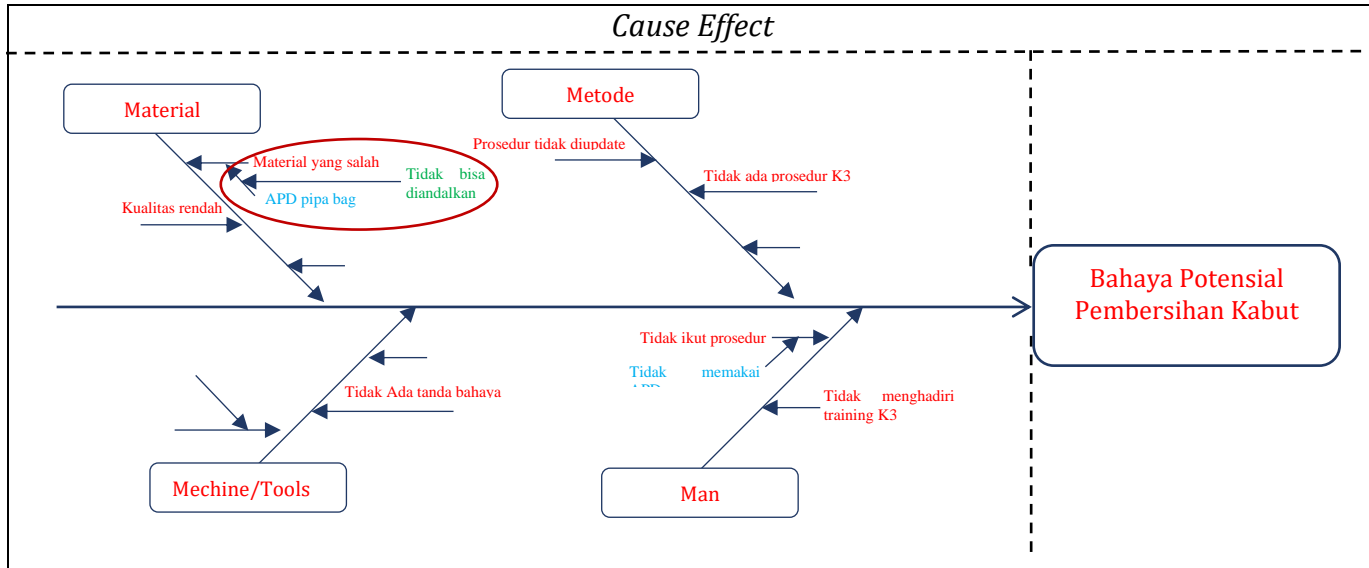 Cause Effect
Material
Metode
Prosedur tidak diupdate
Material yang salah
Tidak bisa
diandalkan
APD pipa bag
Tidak ada prosedur K3
Kualitas rendah
Bahaya Potensial
Pembersihan Kabut
Tidak ikut prosedur
Tidak memakai
APD
Tidak Ada tanda bahaya
Tidak menghadiri
training K3
Mechine/Tools
Man